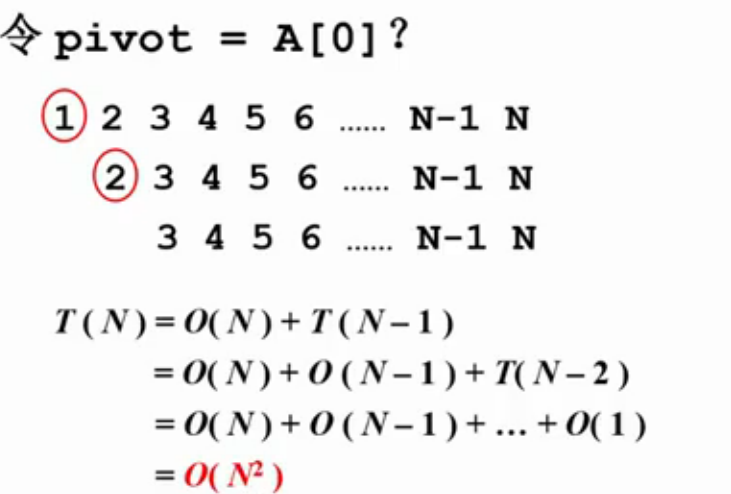 令 pivot = A[0]?
1 2 3 4 5 6 …… N-1 N
2 3 4 5 6 …… N-1 N
3 4 5 6 …… N-1 N
T(N) = O(N) + T(N-1)
= O(N) + O(N-1) + T(N-2)
= O(N) + O(N-1) + ... + O(1)
= O(N²)